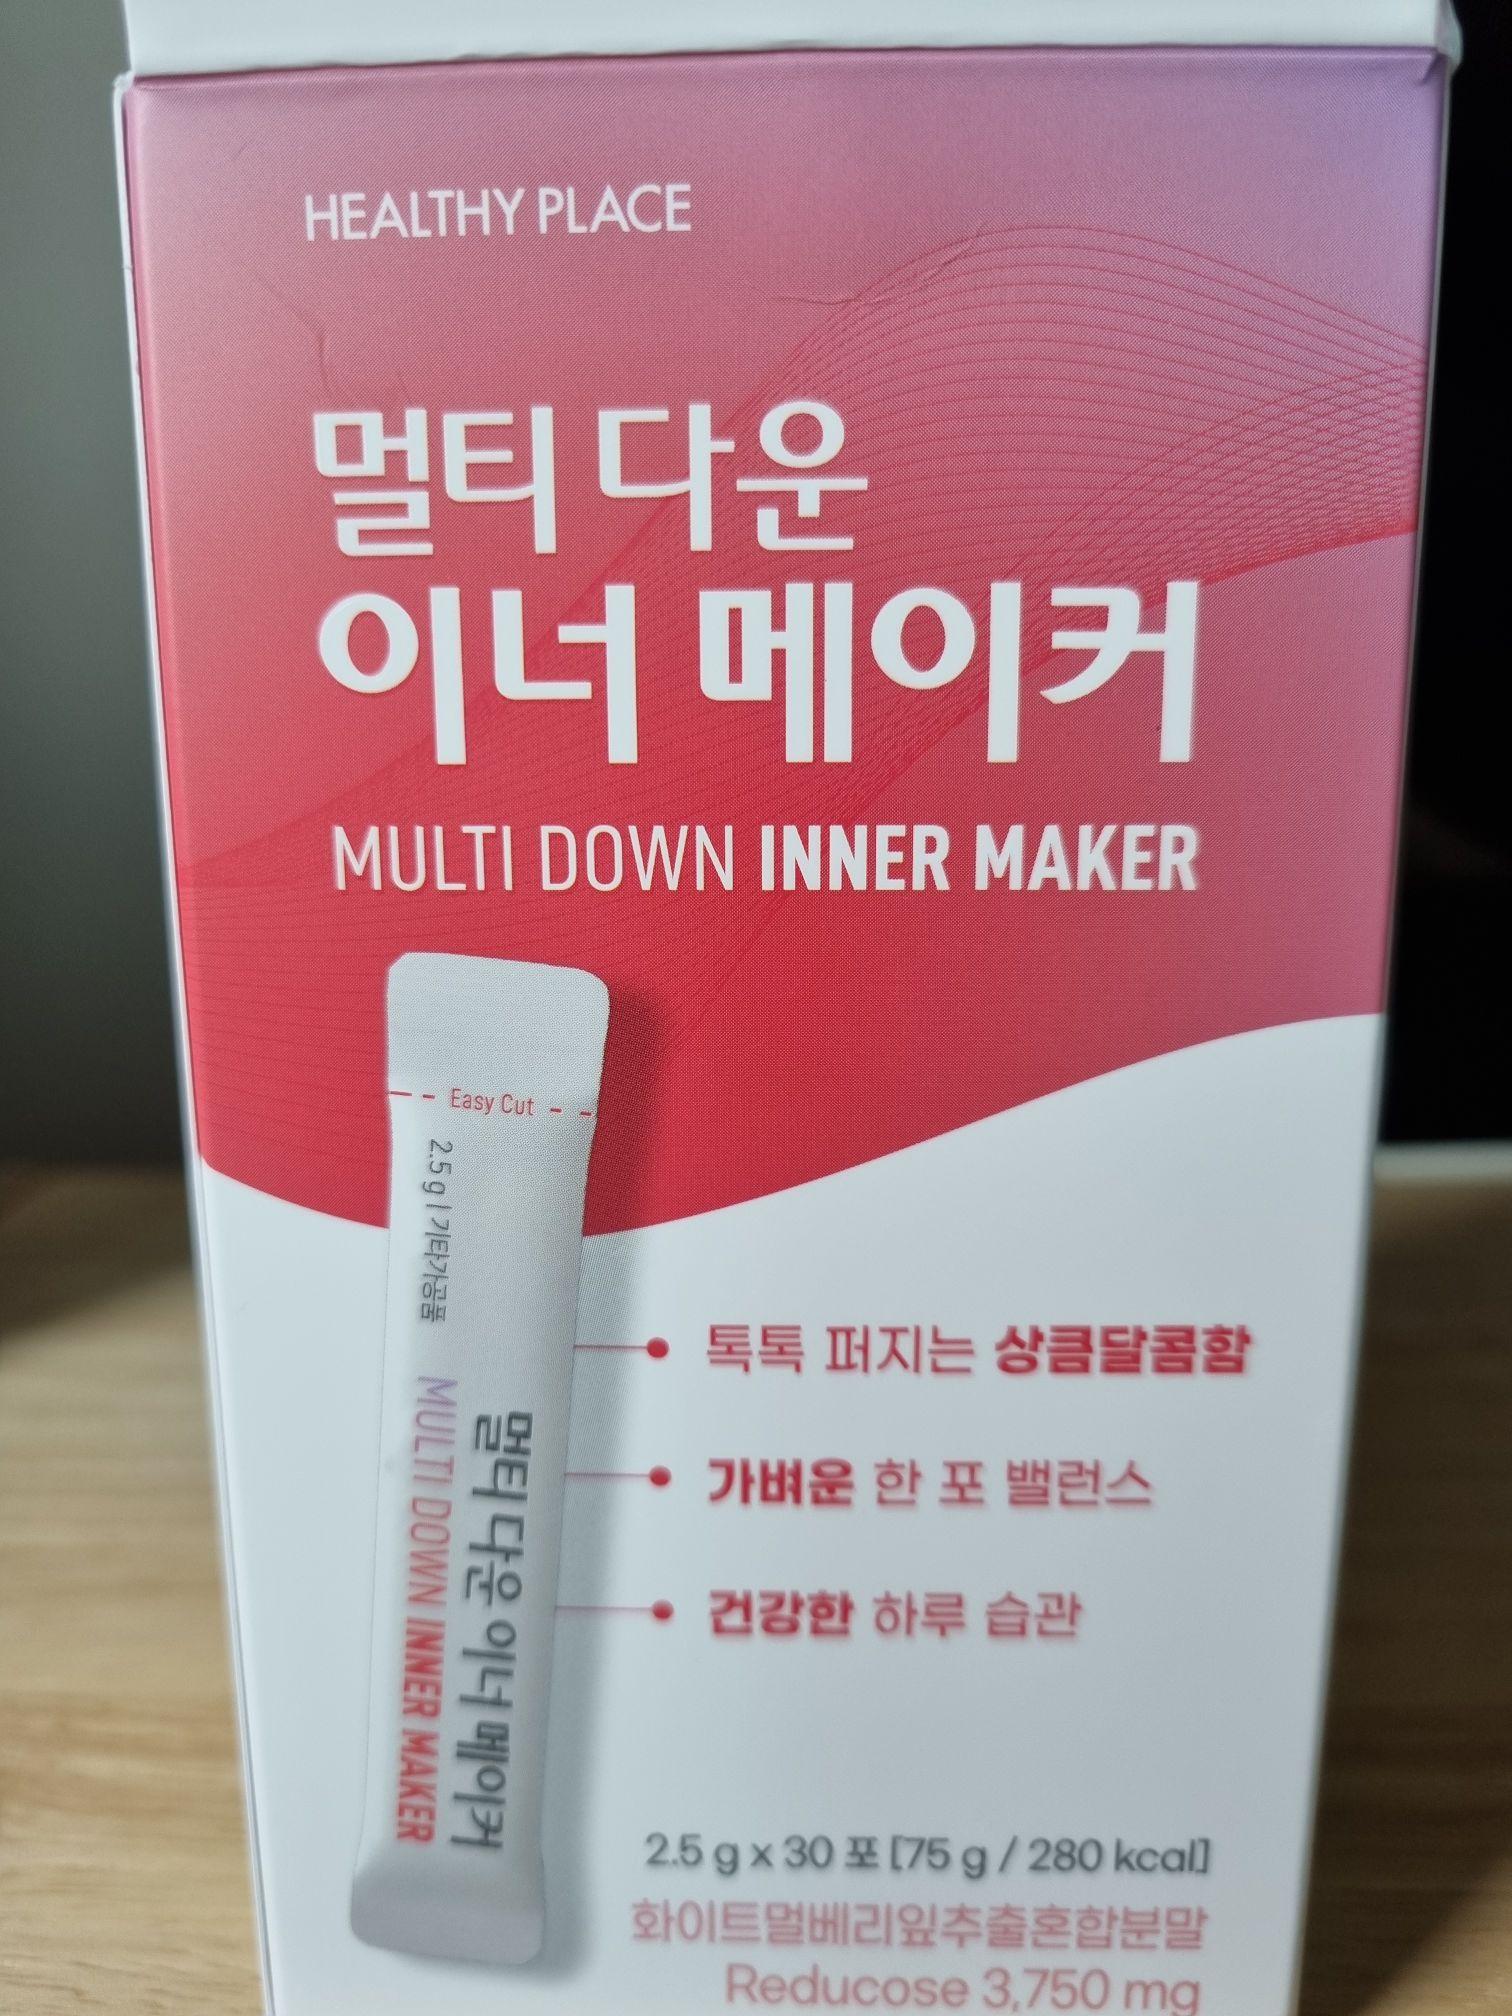 HEALTHY PLACE
멀티 다운
이너 메이커
MULTI DOWN INNER MAKER
Easy Cut
2.5 g | 기타가공품
MULTI DOWN INNER MAKER
멀티 다운 이너 메이커
톡톡 퍼지는 상큼달콤함
가벼운 한 포 밸런스
건강한 하루 습관
2.5 g x 30 포 [75 g / 280 kcal]
화이트멀베리잎추출혼합분말
Reducose 3,750 mg